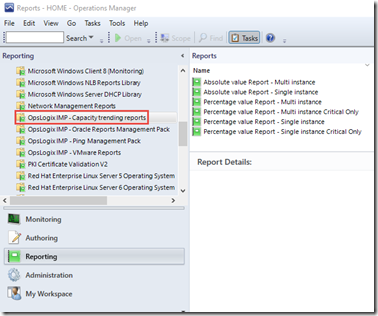 Reports - HOME - Operations Manager
File Edit View Go Tasks Tools Help
Search Open Scope Find Tasks
Reporting
Microsoft Windows Client 8 (Monitoring)
Microsoft Windows NLB Reports Library
Microsoft Windows Server DHCP Library
Network Management Reports
OpsLogix IMP - Capacity trending reports
OpsLogix IMP - Oracle Reports Management Pack
OpsLogix IMP - Ping Management Pack
OpsLogix IMP - VMware Reports
PKI Certificate Validation V2
Red Hat Enterprise Linux Server 5 Operating System
Red Hat Enterprise Linux Server 6 Operating System
Monitoring
Authoring
Reporting
Administration
My Workspace
Reports
Name
Absolute value Report - Multi instance
Absolute value Report - Single instance
Percentage value Report - Multi instance
Percentage value Report - Multi instance Critical Only
Percentage value Report - Single instance
Percentage value Report - Single instance Critical Only
Report Details: